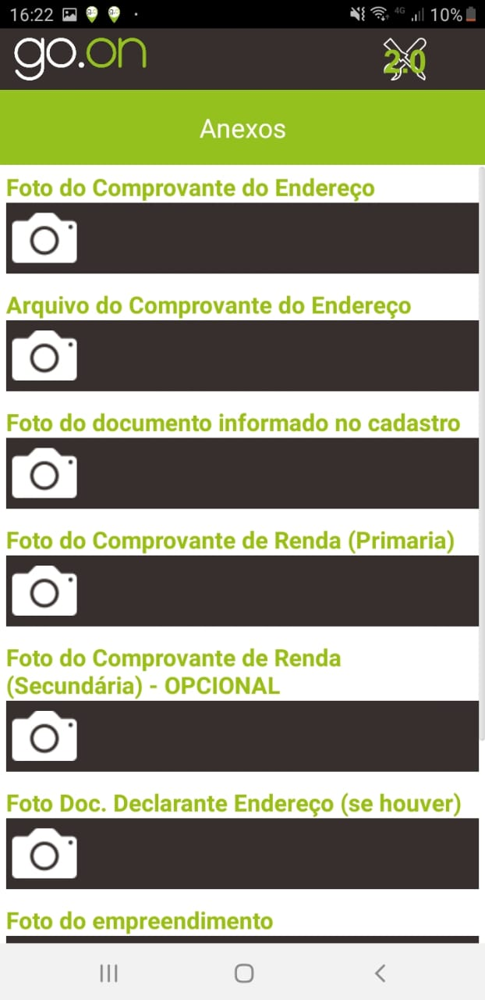 16:22
4G
10%
go.on
2.0
Anexos
Foto do Comprovante do Endereço
Arquivo do Comprovante do Endereço
Foto do documento informado no cadastro
Foto do Comprovante de Renda (Primaria)
Foto do Comprovante de Renda
(Secundária) - OPCIONAL
Foto Doc. Declarante Endereço (se houver)
Foto do empreendimento